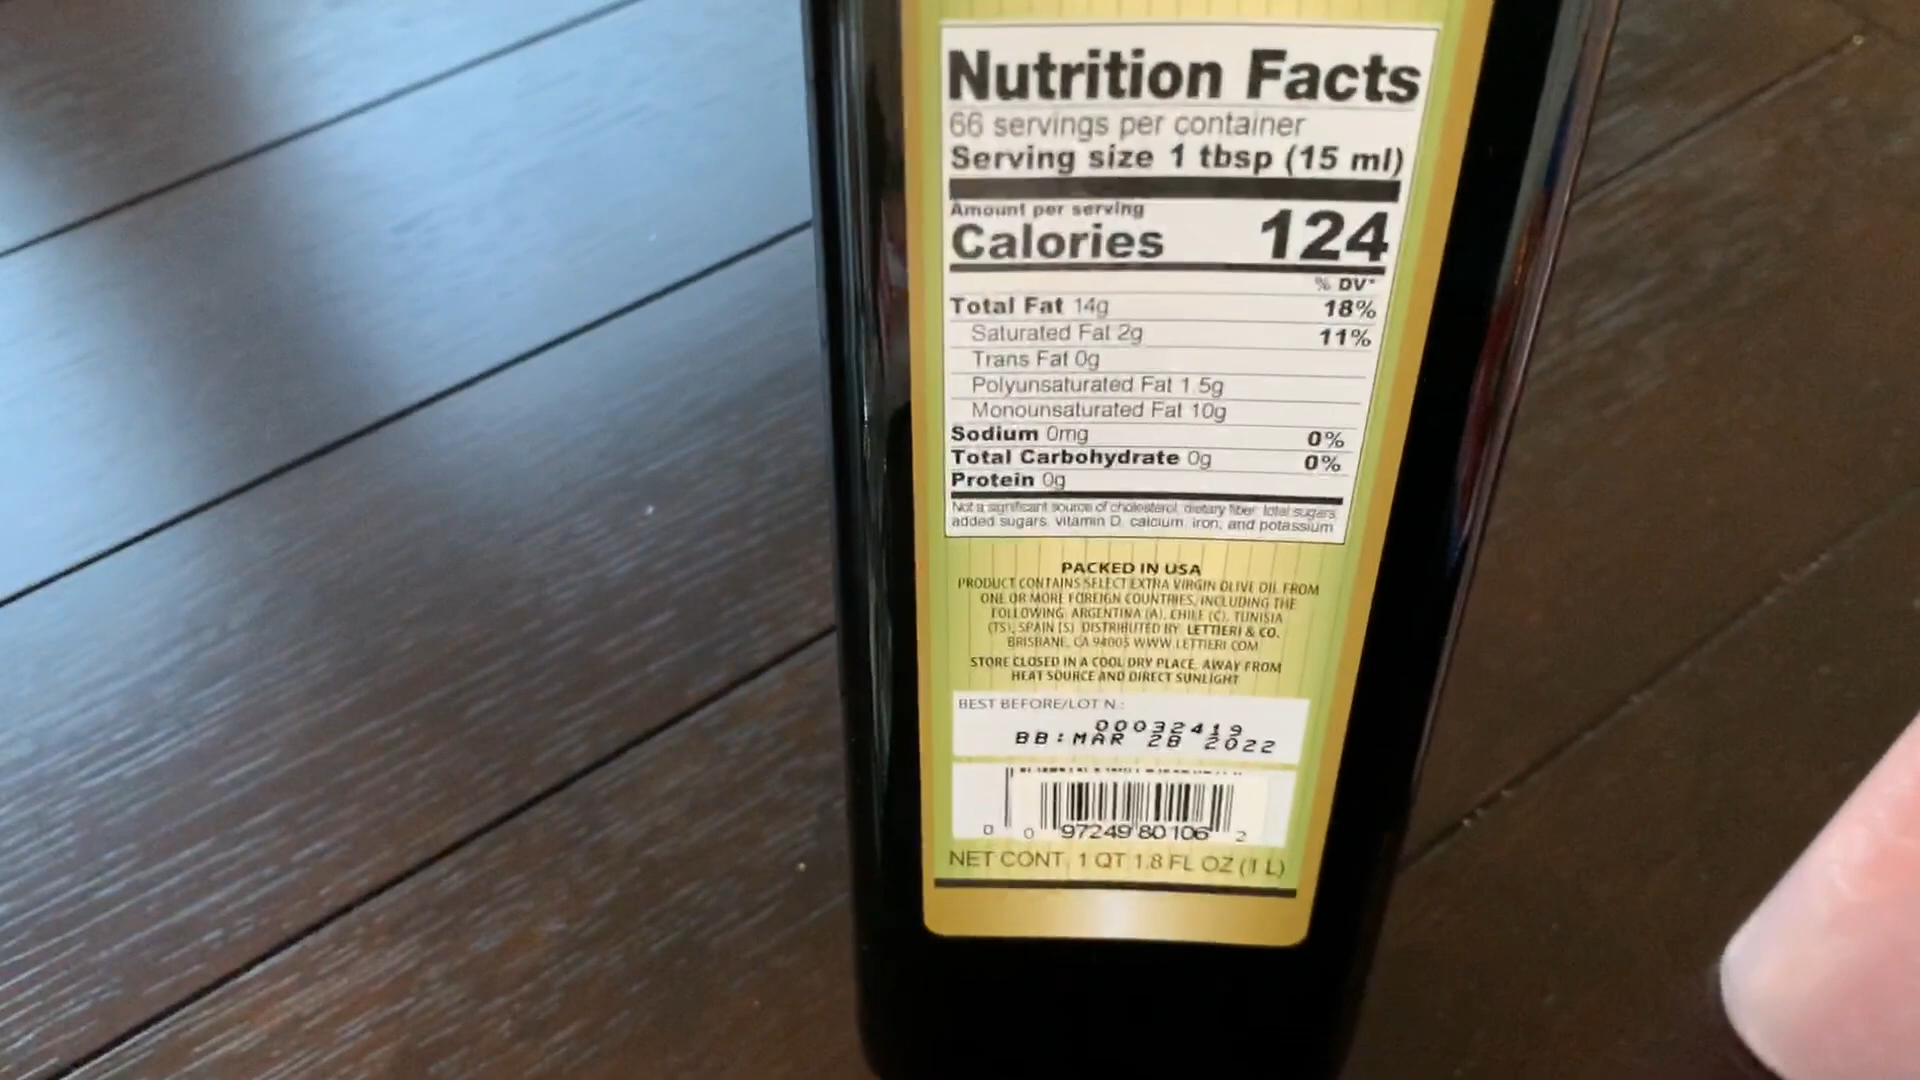 Nutrition Facts
66 servings per container
Serving size 1 tbsp (15 ml)
Amount per serving
Calories 124
% DV*
Total Fat 14g 18%
Saturated Fat 2g 11%
Trans Fat 0g
Polyunsaturated Fat 1.5g
Monounsaturated Fat 10g
Sodium 0mg 0%
Total Carbohydrate 0g 0%
Protein 0g
Not a significant source of cholesterol, dietary fiber, total sugars,
added sugars, vitamin D, calcium, iron, and potassium
PACKED IN USA
PRODUCT CONTAINS SELECT EXTRA VIRGIN OLIVE OIL FROM
ONE OR MORE FOREIGN COUNTRIES, INCLUDING THE
FOLLOWING: ARGENTINA (A), CHILE (C), TUNISIA
(TS), SPAIN (S) DISTRIBUTED BY: LETTIERI & CO.
BRISBANE, CA 94005 WWW.LETTIERI.COM
STORE CLOSED IN A COOL DRY PLACE, AWAY FROM
HEAT SOURCE AND DIRECT SUNLIGHT
BEST BEFORE/LOT N.:
00032419
BB:MAR 28 2022
0 0 97249 80106 2
NET CONT. 1 QT 1.8 FL OZ (1 L)